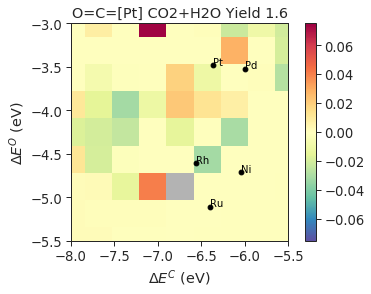 O=C=[Pt] CO2+H2O Yield 1.6
−3.0
−3.5
−4.0
−4.5
−5.0
−5.5
ΔE^O (eV)
Pt
Pd
Rh
Ni
Ru
−8.0 −7.5 −7.0 −6.5 −6.0 −5.5
ΔE^C (eV)
0.06
0.04
0.02
0.00
−0.02
−0.04
−0.06